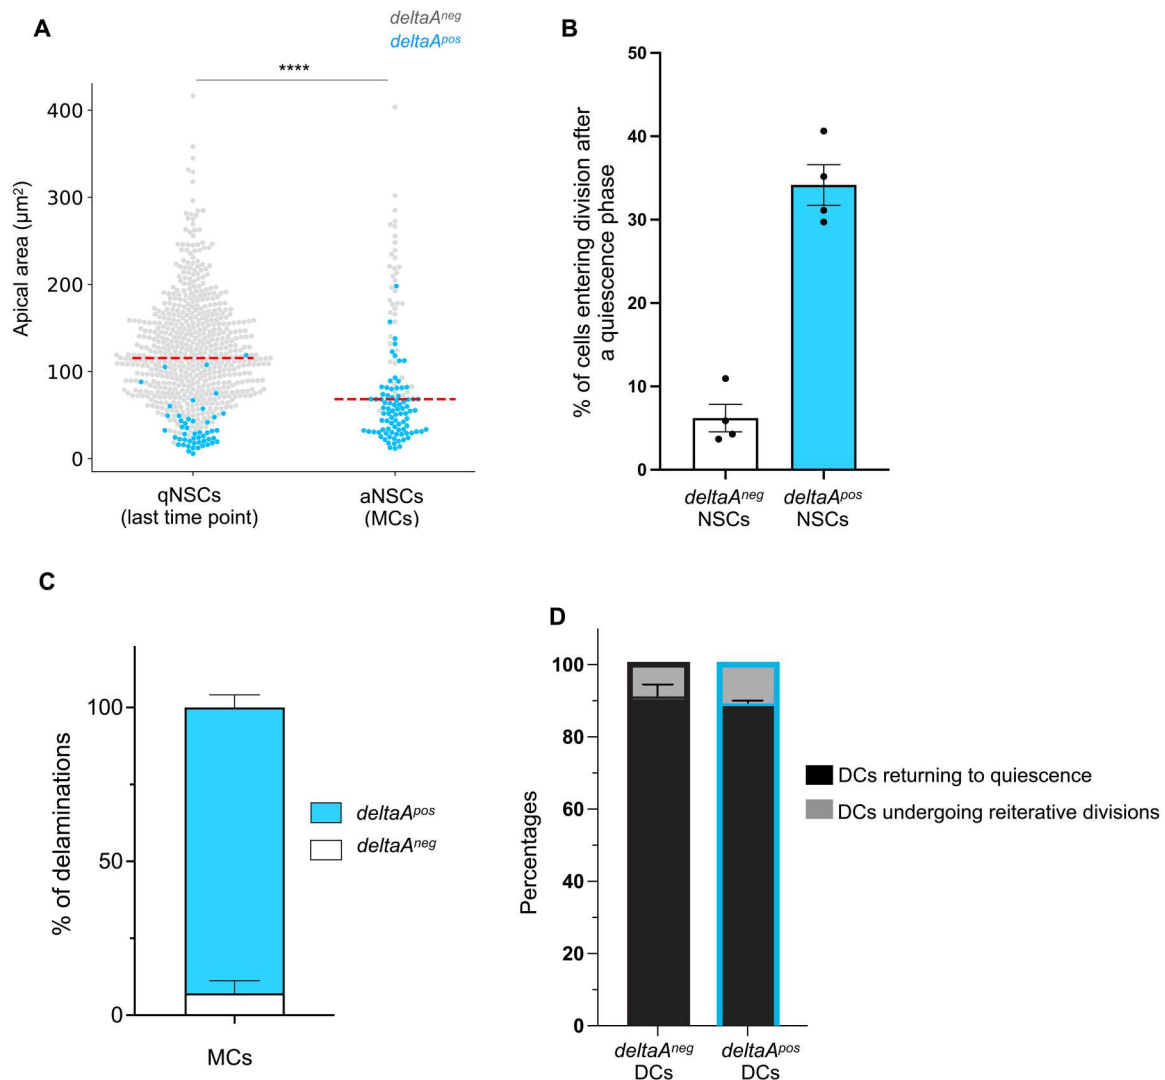 A
deltaAneg
deltaApos
****
400
300
200
100
0
Apical area (μm2)
qNSCs
(last time point)
aNSCs
(MCs)
B
50
40
30
20
10
0
% of cells entering division after
a quiescence phase
deltaAneg
NSCs
deltaApos
NSCs
C
100
50
0
% of delaminations
MCs
deltaApos
deltaAneg
D
100
80
60
40
20
0
Percentages
deltaAneg
DCs
deltaApos
DCs
DCs returning to quiescence
DCs undergoing reiterative divisions